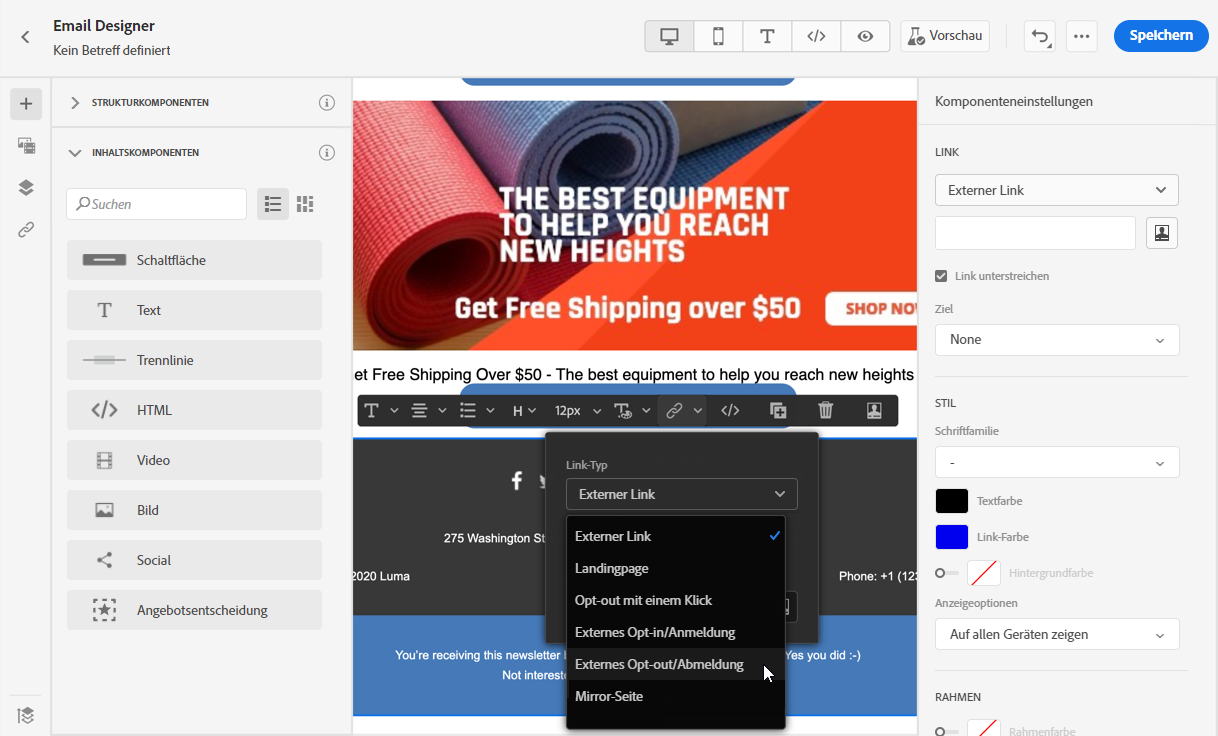 Email Designer
Kein Betreff definiert
Vorschau
Speichern
STRUKTURKOMPONENTEN
INHALTSKOMPONENTEN
Suchen
Schaltfläche
Text
Trennlinie
HTML
Video
Bild
Social
Angebotsentscheidung
THE BEST EQUIPMENT
TO HELP YOU REACH
NEW HEIGHTS
Get Free Shipping over $50
SHOP NOW
et Free Shipping Over $50 - The best equipment to help you reach new heights
H
12px
Link-Typ
Externer Link
Externer Link
Landingpage
Opt-out mit einem Klick
Externes Opt-in/Anmeldung
Externes Opt-out/Abmeldung
Mirror-Seite
275 Washington St
2020 Luma
Phone: +1 (123
You're receiving this newsletter
Yes you did :-)
Not interest
Komponenteneinstellungen
LINK
Externer Link
Link unterstreichen
Ziel
None
STIL
Schriftfamilie
-
Textfarbe
Link-Farbe
Hintergrundfarbe
Anzeigeoptionen
Auf allen Geräten zeigen
RAHMEN
Rahmenfarbe